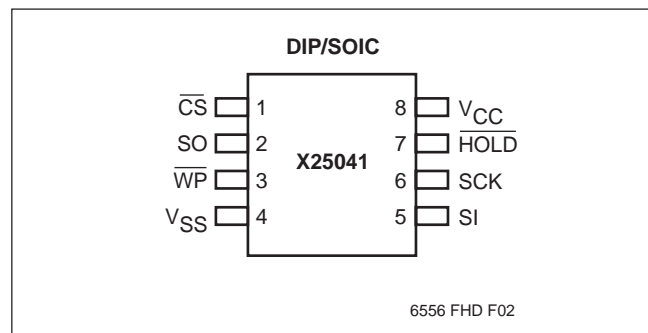 DIP/SOIC
CS 1 8 VCC
SO 2 7 HOLD
X25041
WP 3 6 SCK
VSS 4 5 SI
6556 FHD F02